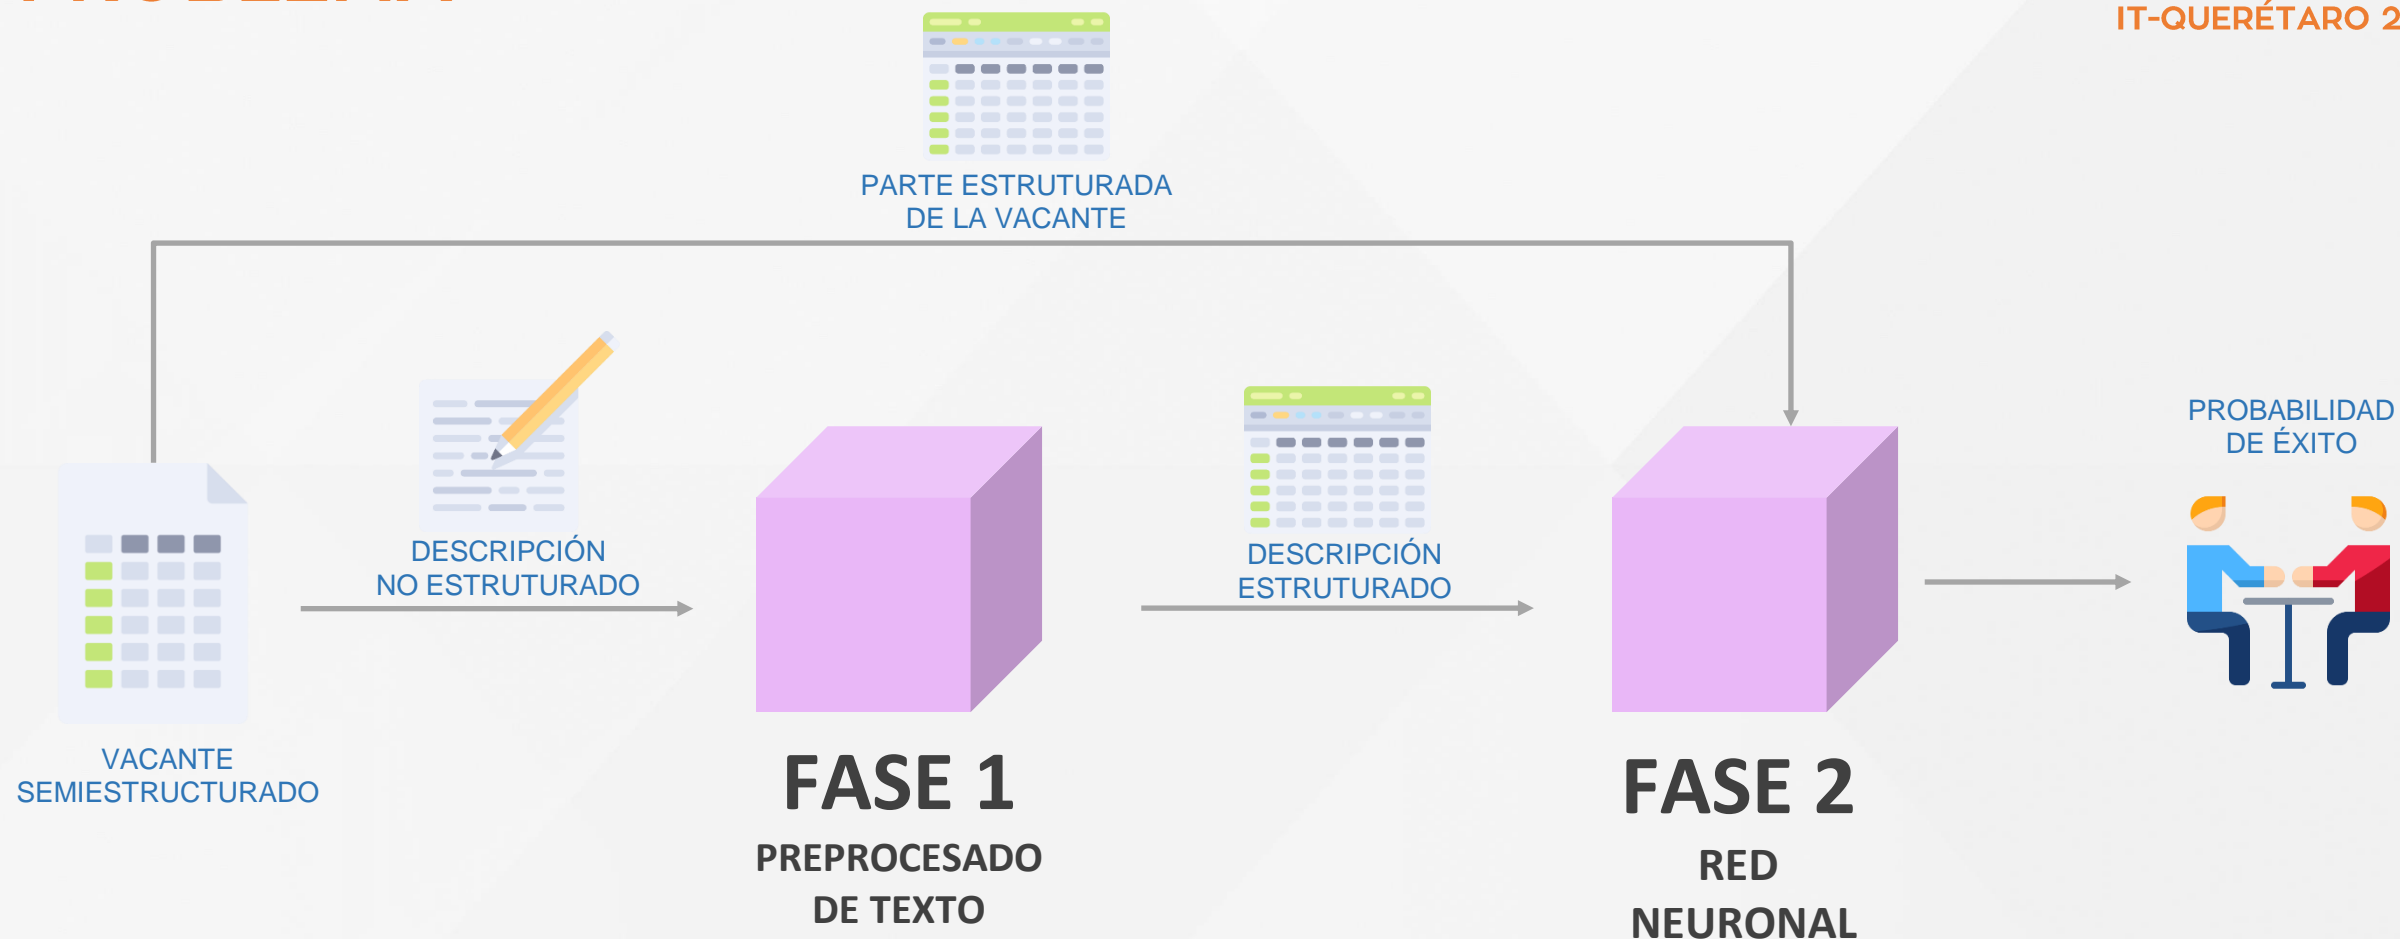 IT-QUERÉTARO 2
PARTE ESTRUTURADA
DE LA VACANTE
DESCRIPCIÓN
NO ESTRUTURADO
DESCRIPCIÓN
ESTRUTURADO
PROBABILIDAD
DE ÉXITO
VACANTE
SEMIESTRUCTURADO
FASE 1
PREPROCESADO
DE TEXTO
FASE 2
RED
NEURONAL